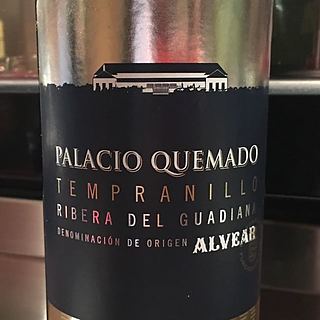 PALACIO QUEMADO
TEMPRANILLO
RIBERA DEL GUADIANA
DENOMINACIÓN DE ORIGEN ALVEAR